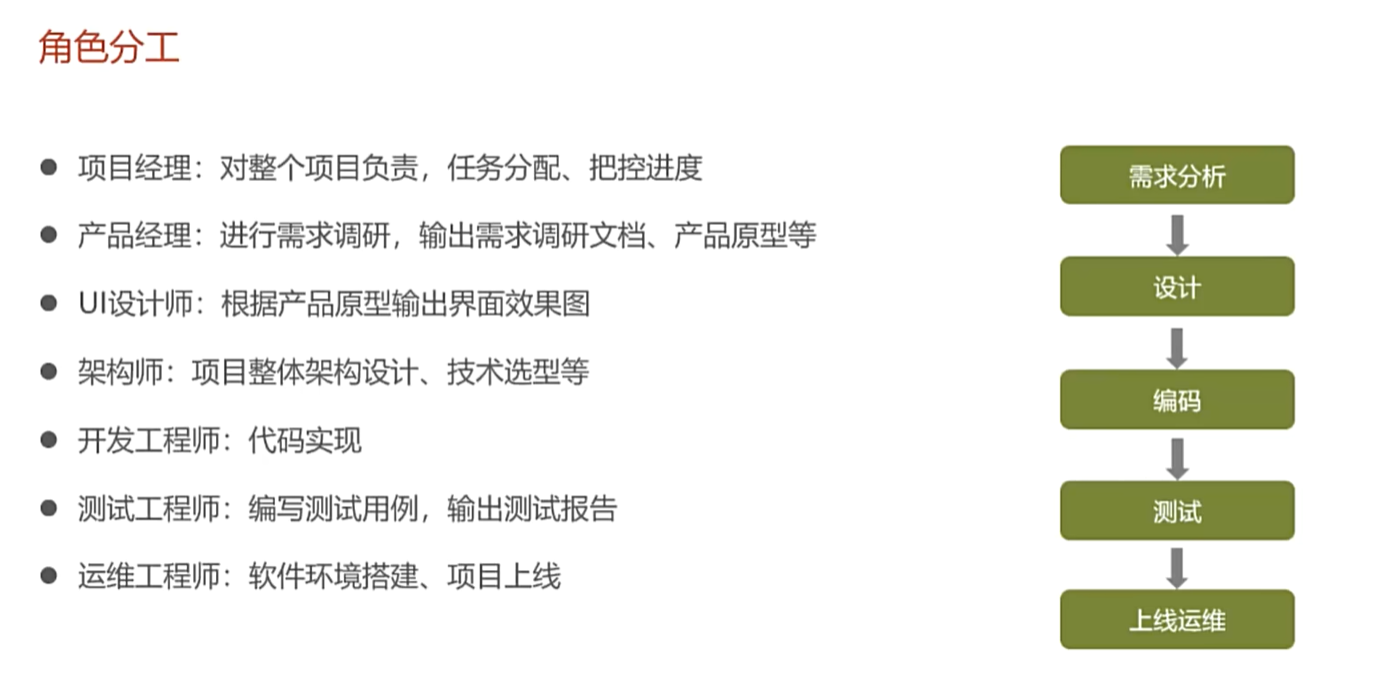 角色分工
项目经理：对整个项目负责，任务分配、把控进度
产品经理：进行需求调研，输出需求调研文档、产品原型等
UI设计师：根据产品原型输出界面效果图
架构师：项目整体架构设计、技术选型等
开发工程师：代码实现
测试工程师：编写测试用例，输出测试报告
运维工程师：软件环境搭建、项目上线
需求分析
设计
编码
测试
上线运维